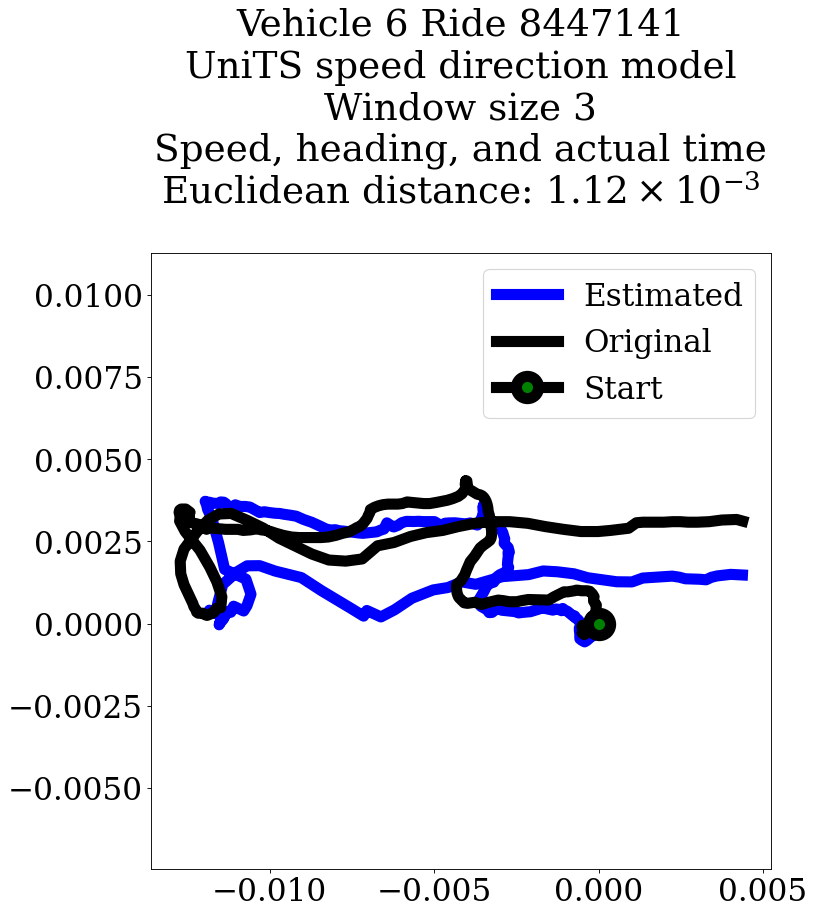 Vehicle 6 Ride 8447141
UniTS speed direction model
Window size 3
Speed, heading, and actual time
Euclidean distance: 1.12 × 10⁻³
Estimated
Original
Start
0.0100
0.0075
0.0050
0.0025
0.0000
−0.0025
−0.0050
−0.010
−0.005
0.000
0.005